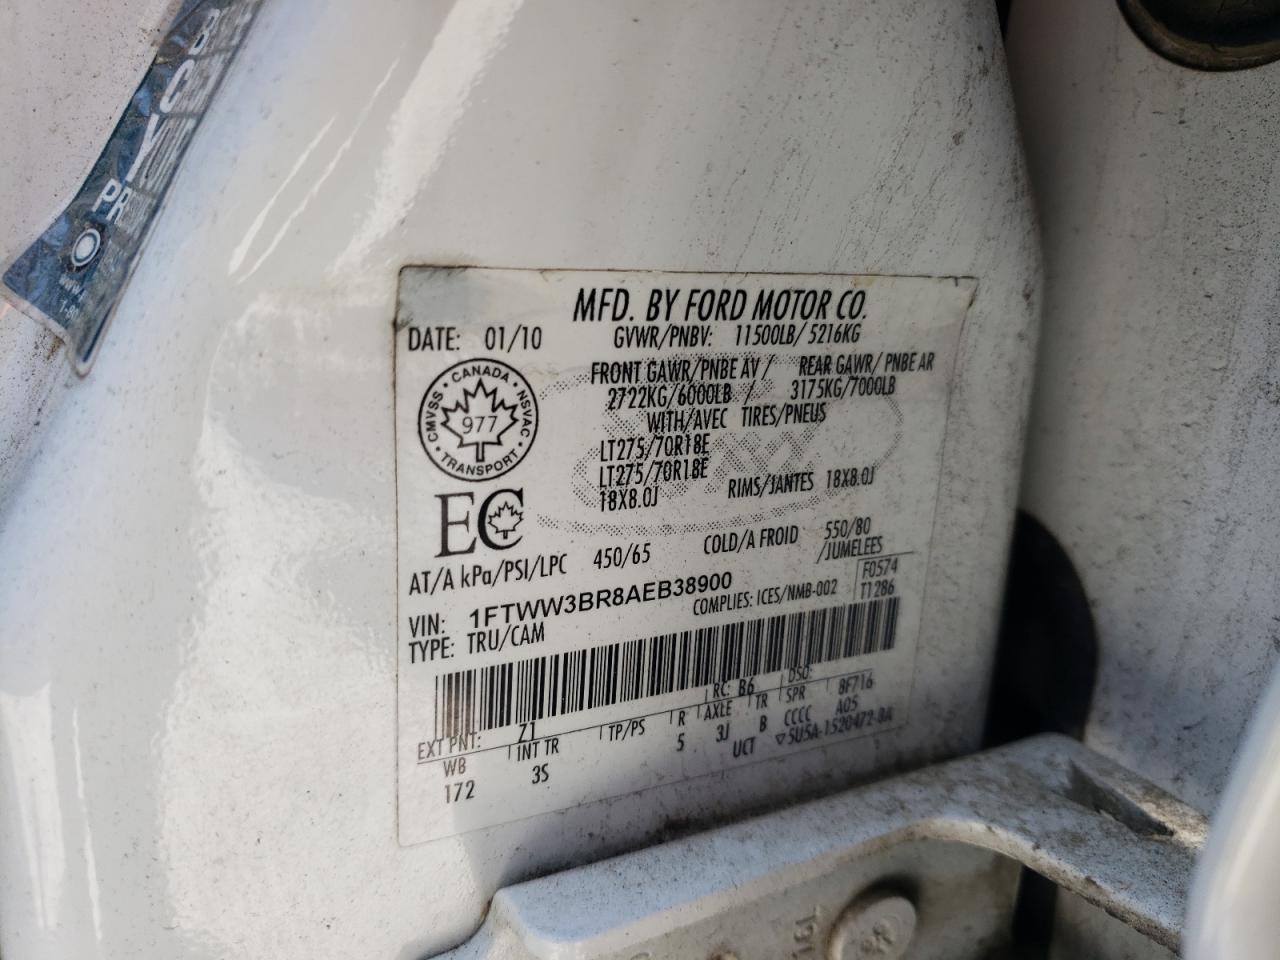 MFD. BY FORD MOTOR CO.
DATE: 01/10
GVWR/PNBV: 11500LB/ 5216KG
FRONT GAWR/PNBE AV / REAR GAWR/ PNBE AR
2722KG/6000LB / 3175KG/7000LB
WITH/AVEC TIRES/PNEUS
LT275/70R18E
LT275/70R18E
18X8.0J RIMS/JANTES 18X8.0J
CMVSS · CANADA · NSVAC · TRANSPORT ·
977
EC
AT/A kPa/PSI/LPC 450/65 COLD/A FROID 550/80
/JUMELEES
VIN: 1FTWW3BR8AEB38900
F0574
TYPE: TRU/CAM COMPLIES: ICES/NMB-002 T1286
RC: B6 DSO:
EXT PNT: Z1
WB INT TR TP/PS R AXLE TR SPR BF716
172 3S 5 3J B CCCC A05
UCT 5U5A-1520472-BA